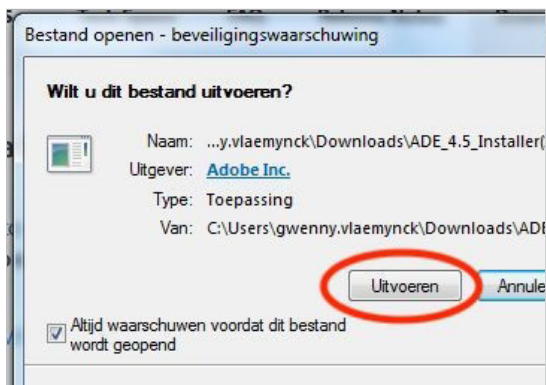 Bestand openen - beveiligingswaarschuwing
Wilt u dit bestand uitvoeren?
Naam: ...y.vlaemynck\Downloads\ADE_4.5_Installer(
Uitgever: Adobe Inc.
Type: Toepassing
Van: C:\Users\gwenny.vlaemynck\Downloads\ADE
Uitvoeren Annule
Altijd waarschuwen voordat dit bestand
wordt geopend